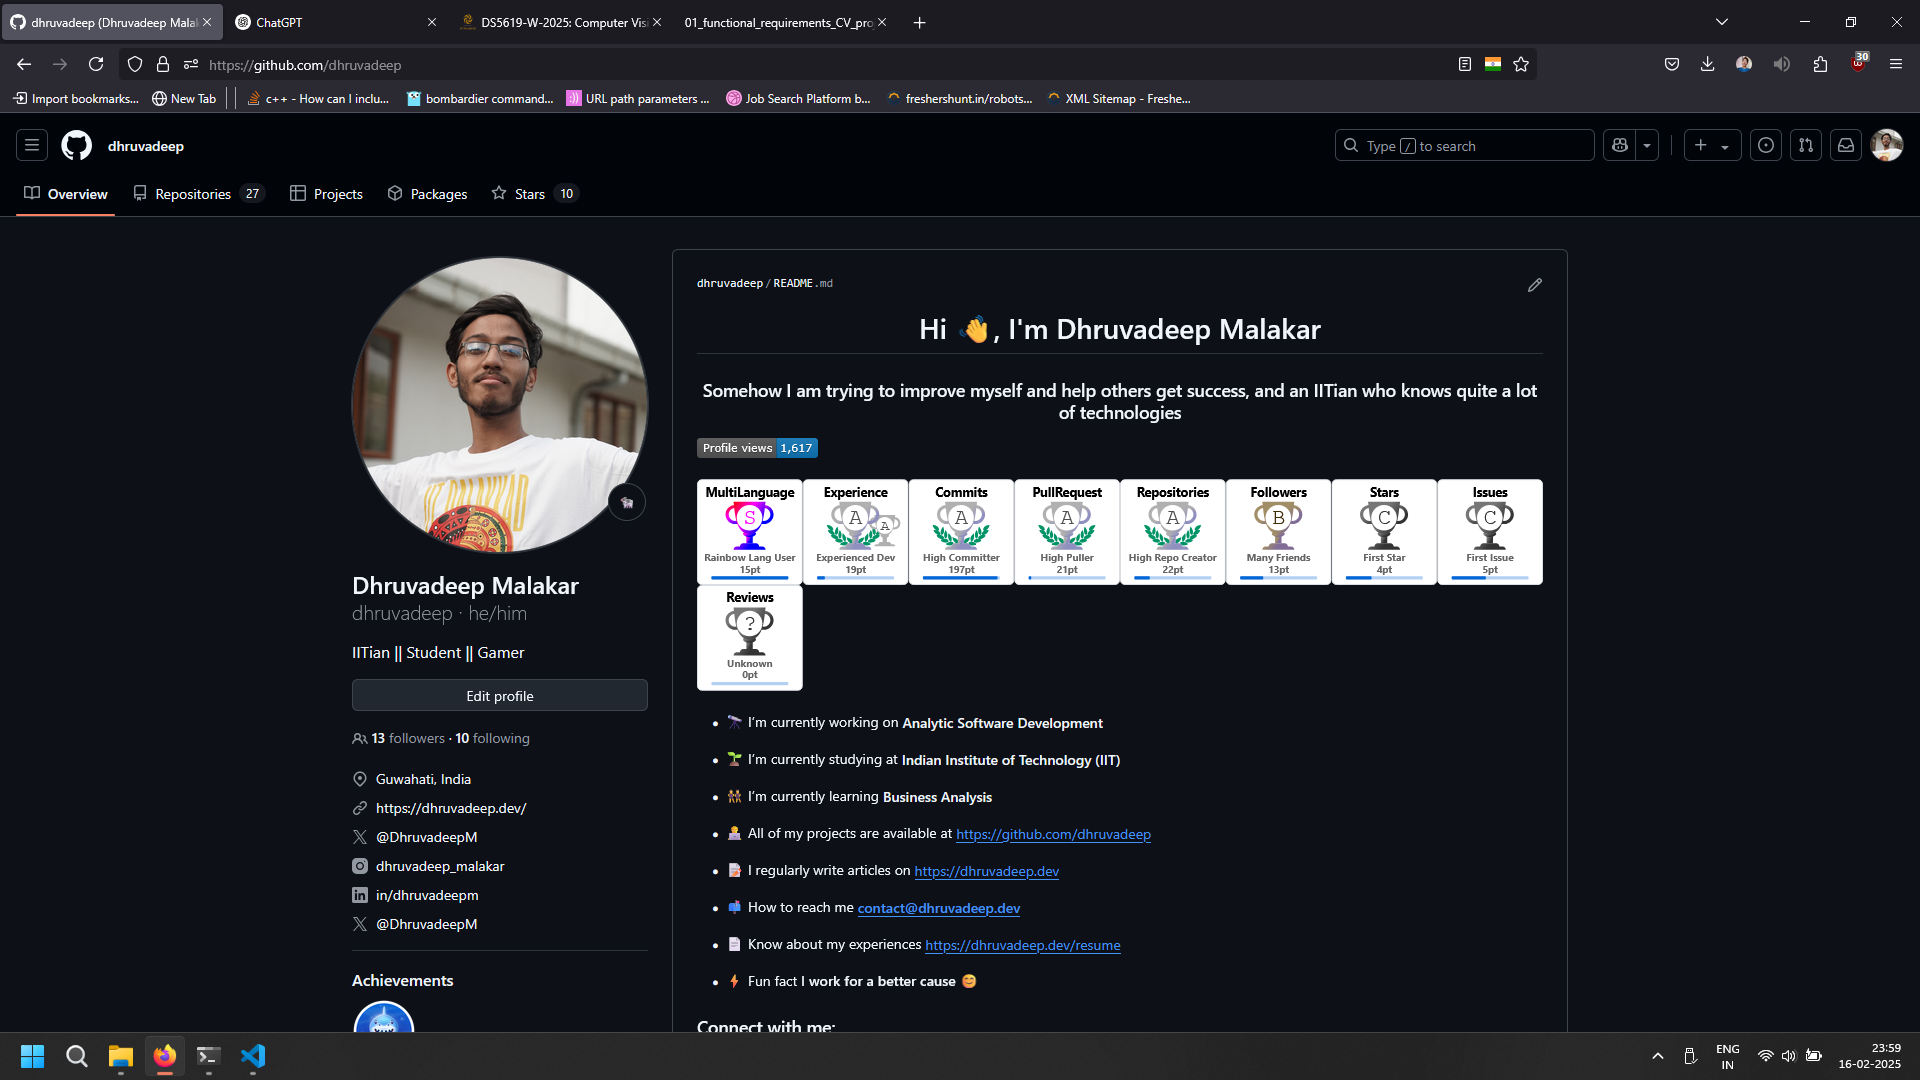 dhruvadeep (Dhruvadeep Mala
ChatGPT
DS5619-W-2025: Computer Visi
01_functional_requirements_CV_pro
https://github.com/dhruvadeep
30
Import bookmarks...
New Tab
c++ - How can I inclu...
bombardier command...
URL path parameters ...
Job Search Platform b...
freshershunt.in/robots...
XML Sitemap - Freshe...
dhruvadeep
Type / to search
Overview
Repositories 27
Projects
Packages
Stars 10
dhruvadeep/README.md
Hi 👋, I'm Dhruvadeep Malakar
Somehow I am trying to improve myself and help others get success, and an IITian who knows quite a lot
of technologies
Profile views 1,617
MultiLanguage
S
Rainbow Lang User
15pt
Experience
A
A
Experienced Dev
19pt
Commits
A
High Committer
197pt
PullRequest
A
High Puller
21pt
Repositories
A
High Repo Creator
22pt
Followers
B
Many Friends
13pt
Stars
C
First Star
4pt
Issues
C
First Issue
5pt
Reviews
?
Unknown
0pt
Dhruvadeep Malakar
dhruvadeep · he/him
IITian || Student || Gamer
Edit profile
13 followers · 10 following
Guwahati, India
https://dhruvadeep.dev/
@DhruvadeepM
dhruvadeep_malakar
in/dhruvadeepm
@DhruvadeepM
Achievements
• 🔭 I'm currently working on Analytic Software Development
• 🌱 I'm currently studying at Indian Institute of Technology (IIT)
• 👯 I'm currently learning Business Analysis
• 👨‍💻 All of my projects are available at https://github.com/dhruvadeep
• 📝 I regularly write articles on https://dhruvadeep.dev
• 📫 How to reach me contact@dhruvadeep.dev
• 📄 Know about my experiences https://dhruvadeep.dev/resume
• ⚡ Fun fact I work for a better cause 😊
Connect with me:
ENG
IN
23:59
16-02-2025